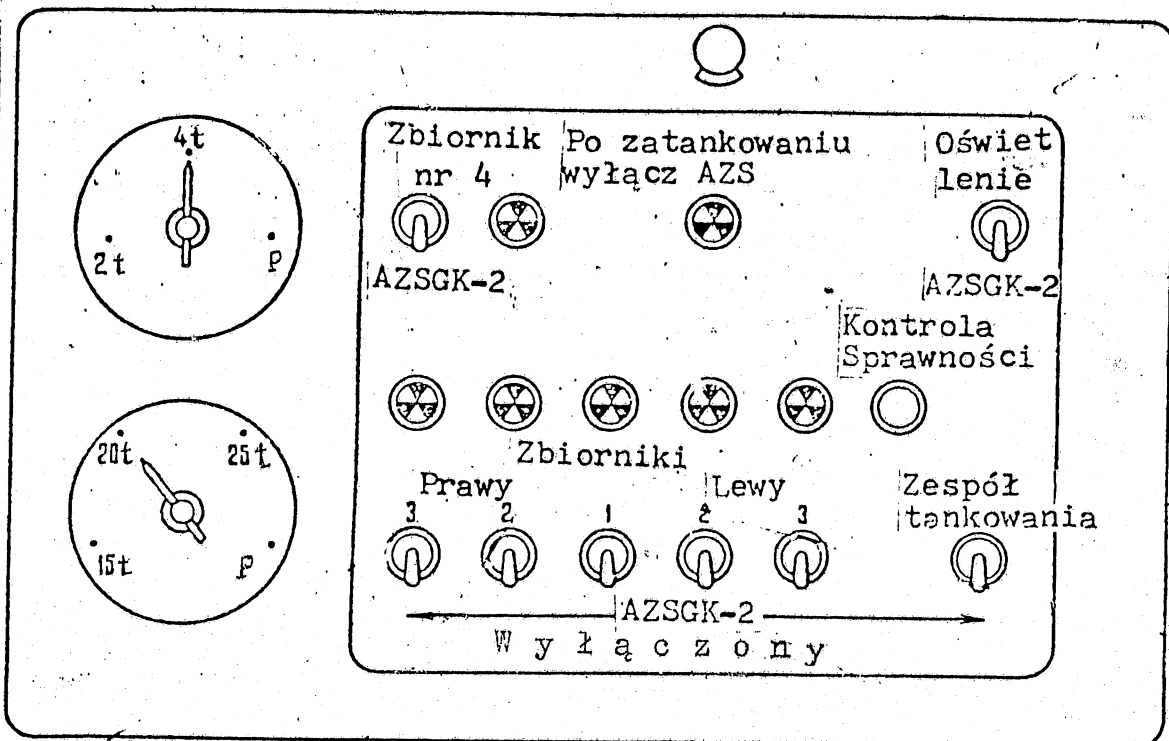 4t
2t
P
20t
25t
15t
P
Zbiornik
nr 4
AZSGK-2
Po zatankowaniu
wyłącz AZS
Oświet
lenie
AZSGK-2
Kontrola
Sprawności
Zbiorniki
Prawy
Lewy
3 2 1 2 3
Zespół
tankowania
AZSGK-2
Wyłączony